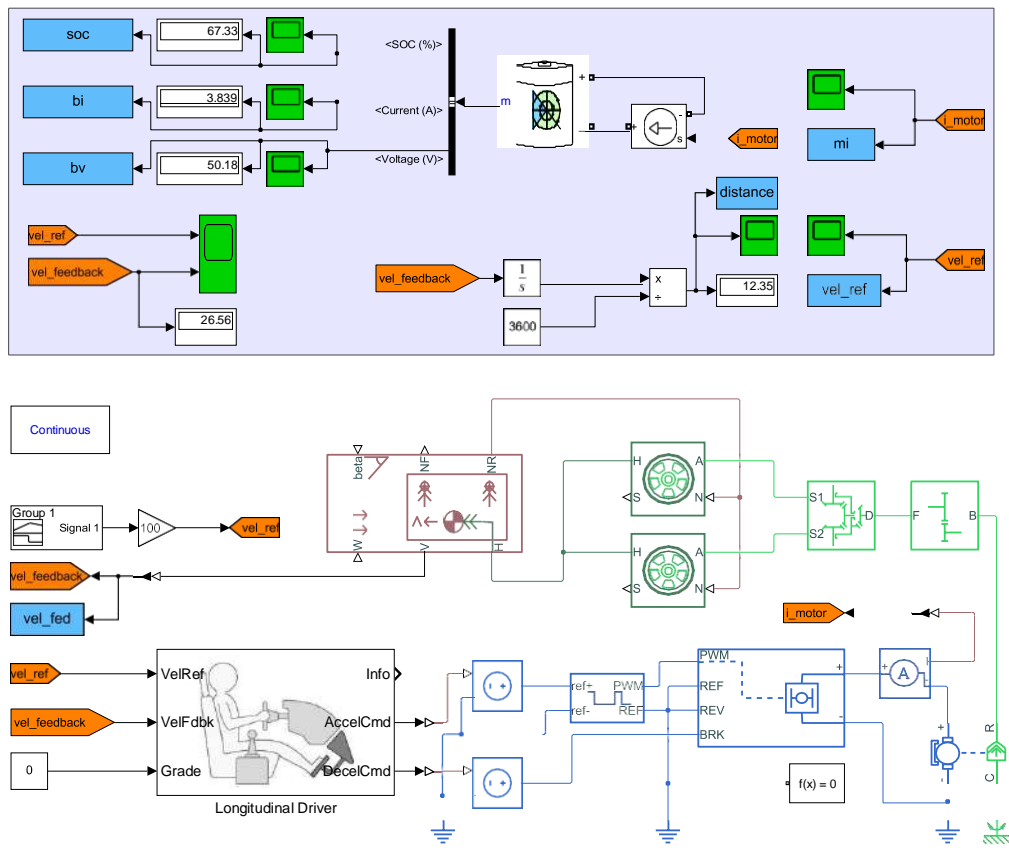 soc
67.33
<SOC (%)>
bi
3.839
<Current (A)>
bv
50.18
<Voltage (V)>
m
+
+
-
s
i_motor
i_motor
mi
distance
vel_ref
vel_feedback
26.56
vel_feedback
1
s
3600
x
÷
12.35
vel_ref
vel_ref
Continuous
Group 1
Signal 1
100
vel_ref
vel_feedback
vel_fed
beta
NF
NR
W
V
H
H
A
S
N
H
A
S
N
S1
S2
D
F
B
i_motor
vel_ref
vel_feedback
0
VelRef
VelFdbk
Grade
Info
AccelCmd
DecelCmd
Longitudinal Driver
ref+
ref-
PWM
REF
PWM
REF
REV
BRK
+
-
+
A
-
+
-
R
C
f(x) = 0